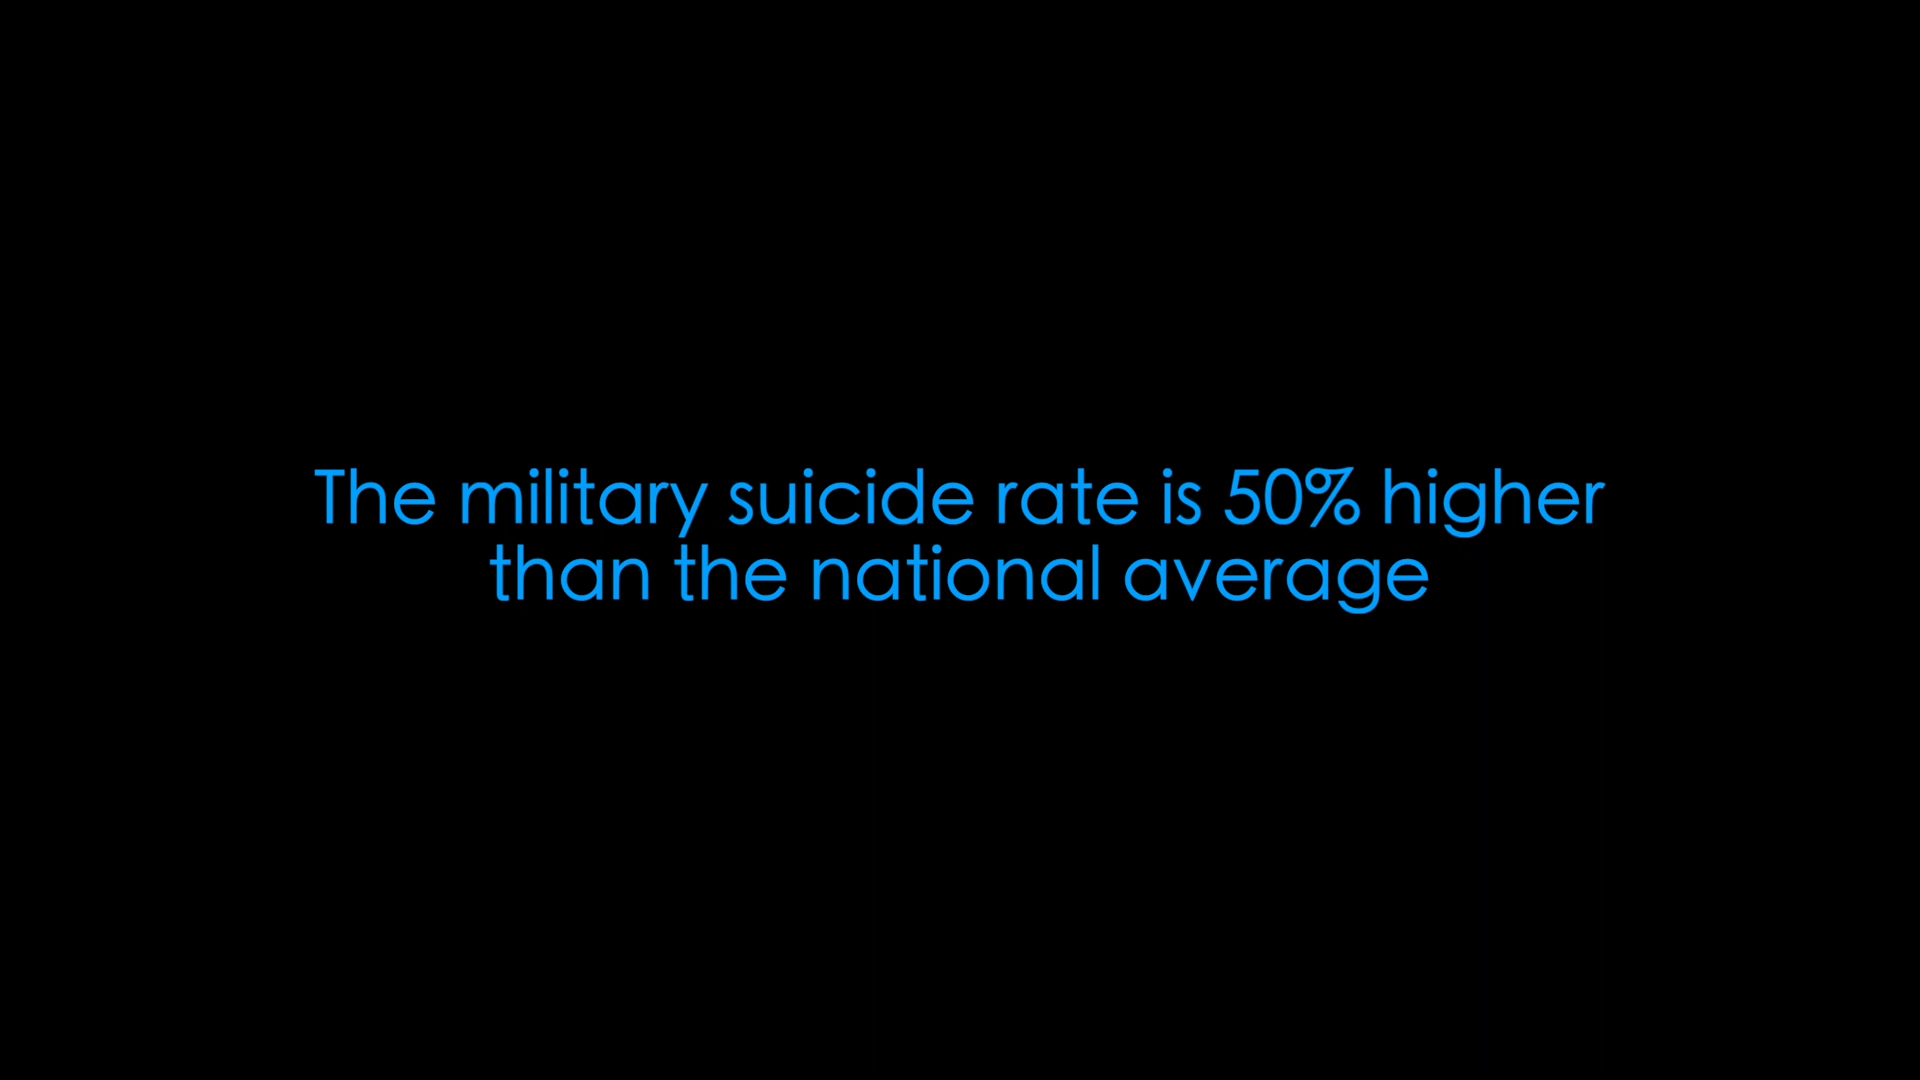 The military suicide rate is 50% higher
than the national average